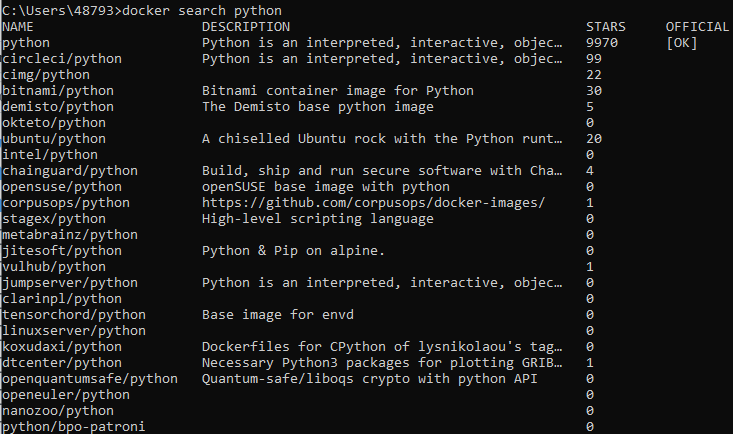 C:\Users\48793>docker search python
NAME DESCRIPTION STARS OFFICIAL
python Python is an interpreted, interactive, objec… 9970 [OK]
circleci/python Python is an interpreted, interactive, objec… 99
cimg/python 22
bitnami/python Bitnami container image for Python 30
demisto/python The Demisto base python image 5
okteto/python 0
ubuntu/python A chiselled Ubuntu rock with the Python runt… 20
intel/python 0
chainguard/python Build, ship and run secure software with Cha… 4
opensuse/python openSUSE base image with python 0
corpusops/python https://github.com/corpusops/docker-images/ 1
stagex/python High-level scripting language 0
metabrainz/python 0
jitesoft/python Python & Pip on alpine. 0
vulhub/python 1
jumpserver/python Python is an interpreted, interactive, objec… 0
clarinpl/python 0
tensorchord/python Base image for envd 0
linuxserver/python 0
koxudaxi/python Dockerfiles for CPython of lysnikolaou's tag… 0
dtcenter/python Necessary Python3 packages for plotting GRIB… 1
openquantumsafe/python Quantum-safe/liboqs crypto with python API 0
openeuler/python 0
nanozoo/python 0
python/bpo-patroni 0